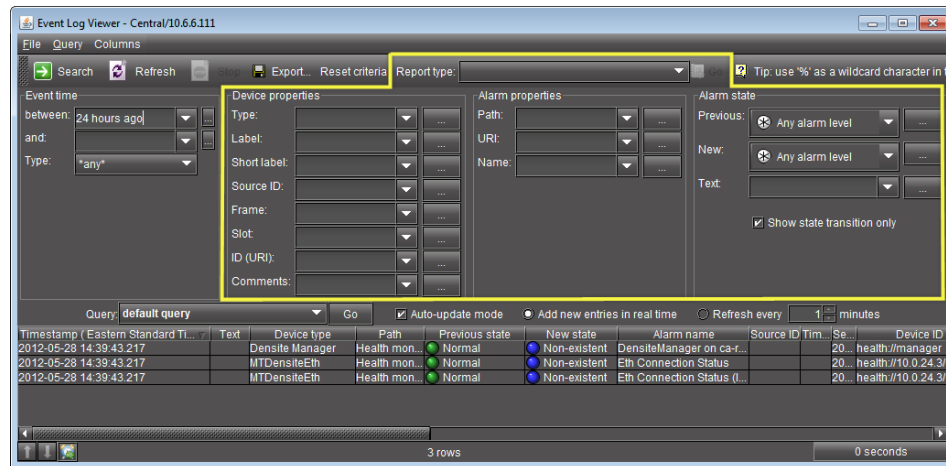 Event Log Viewer - Central/10.6.6.111
File Query Columns
Search Refresh Stop Export... Reset criteria Report type: Go Tip: use '%' as a wildcard character in
Event time Device properties Alarm properties Alarm state
between: 24 hours ago ... Type: ... Path: ... Previous: Any alarm level ...
and: ... Label: ... URI: ... New: Any alarm level ...
Type: *any* Short label: ... Name: ... Text: ...
Source ID: ...
Frame: ... Show state transition only
Slot: ...
ID (URI): ...
Comments: ...
Query: default query Go Auto-update mode Add new entries in real time Refresh every 1 minutes
Timestamp ( Eastern Standard Ti... Text Device type Path Previous state New state Alarm name Source ID Tim... Se... Device ID
2012-05-28 14:39:43.217 Densite Manager Health mon... Normal Non-existent DensiteManager on ca-r... 20... health://manager
2012-05-28 14:39:43.217 MTDensiteEth Health mon... Normal Non-existent Eth Connection Status 20... health://10.0.24.3/
2012-05-28 14:39:43.217 MTDensiteEth Health mon... Normal Non-existent Eth Connection Status (I... 20... health://10.0.24.3/
3 rows 0 seconds